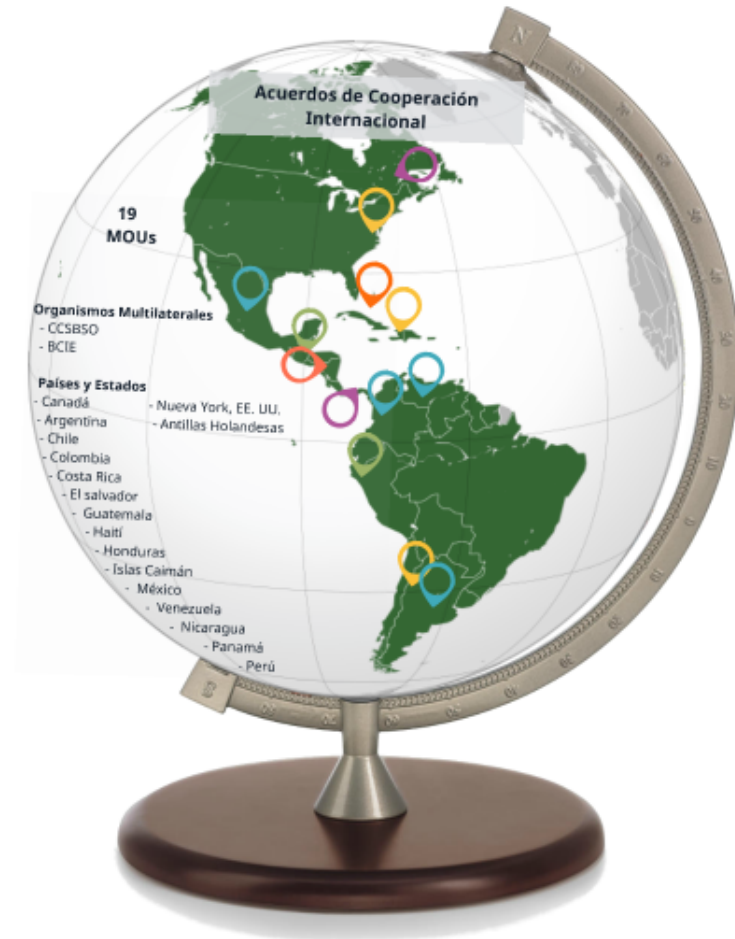 Acuerdos de Cooperación
Internacional
19
MOUs
Organismos Multilaterales
- CCSBSO
- BCIE
Países y Estados
- Canadá
- Argentina
- Chile
- Colombia
- Costa Rica
- El salvador
- Guatemala
- Haití
- Honduras
- Islas Caimán
- México
- Venezuela
- Nicaragua
- Panamá
- Perú
- Nueva York, EE. UU.
- Antillas Holandesas
N